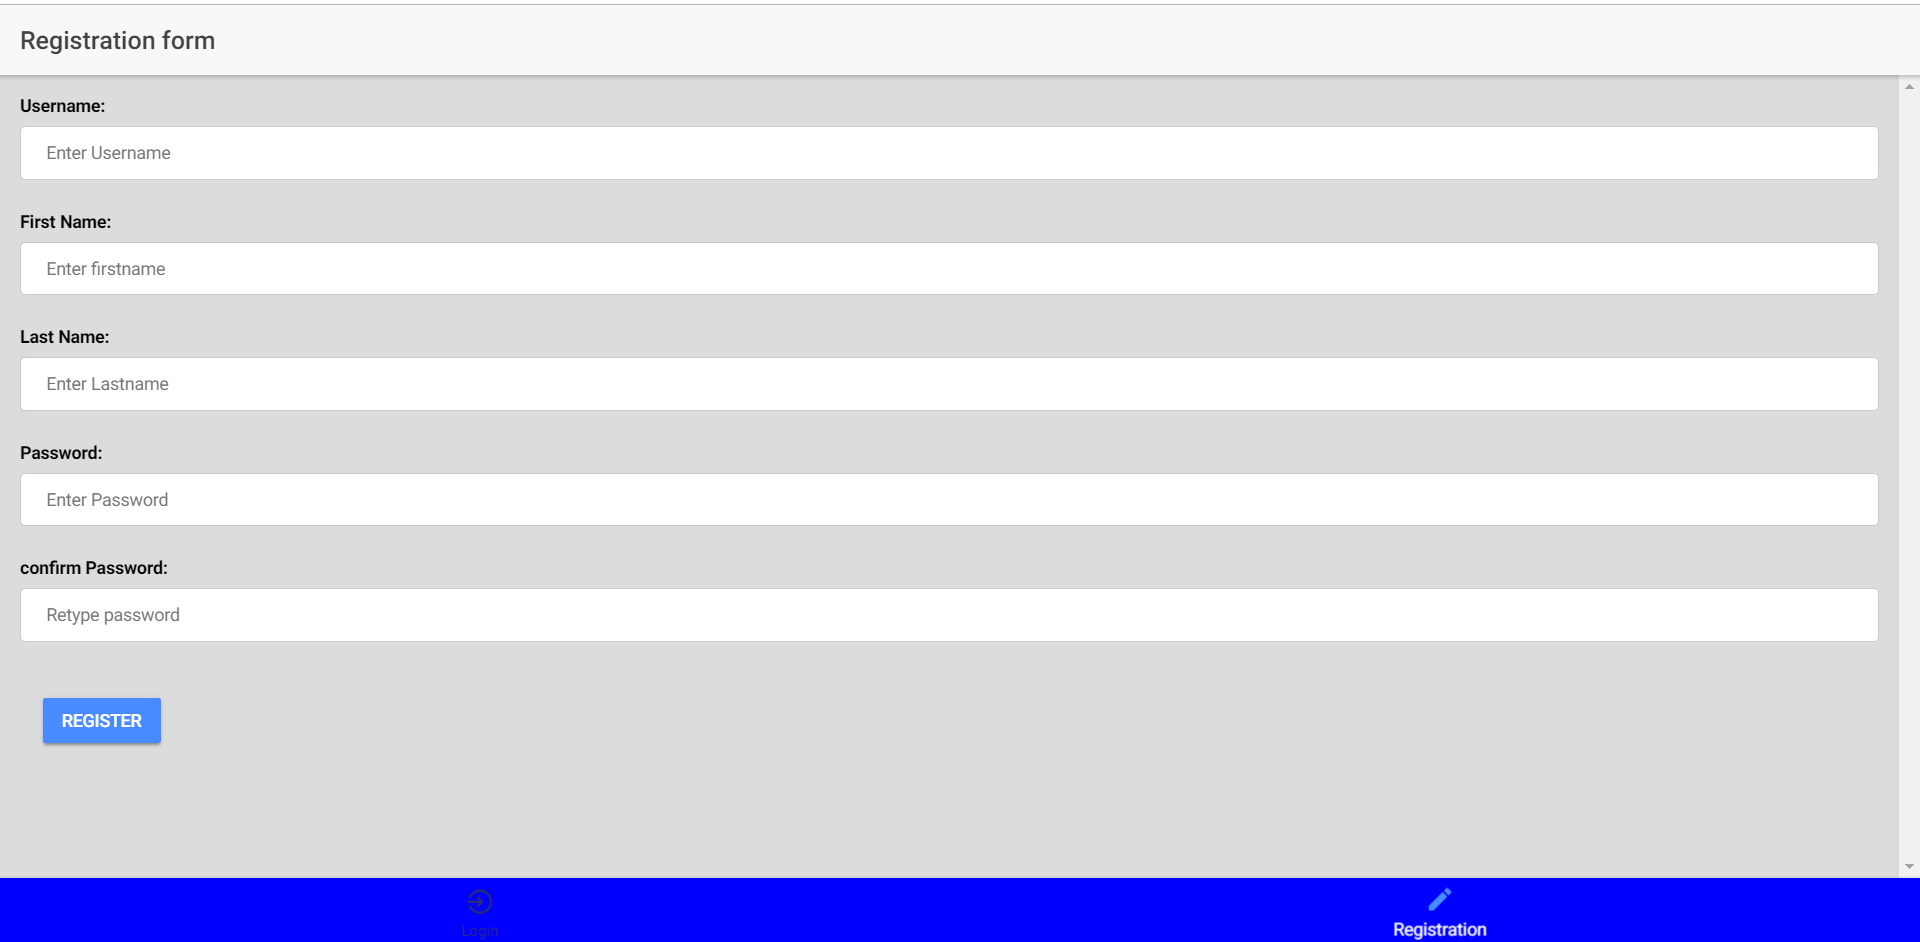 Registration form
Username:
Enter Username
First Name:
Enter firstname
Last Name:
Enter Lastname
Password:
Enter Password
confirm Password:
Retype password
REGISTER
Login
Registration